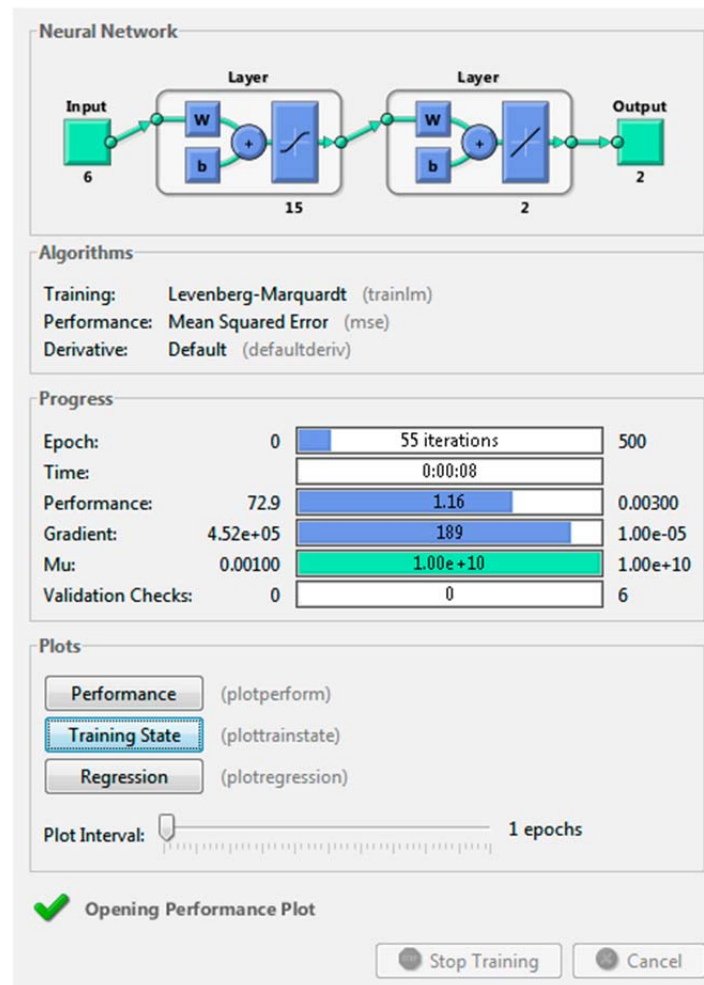 Neural Network
Layer Layer
Input Output
W W
+ +
b b
6 2
15 2
Algorithms
Training: Levenberg-Marquardt (trainlm)
Performance: Mean Squared Error (mse)
Derivative: Default (defaultderiv)
Progress
Epoch: 0 55 iterations 500
Time: 0:00:08
Performance: 72.9 1.16 0.00300
Gradient: 4.52e+05 189 1.00e-05
Mu: 0.00100 1.00e+10 1.00e+10
Validation Checks: 0 0 6
Plots
Performance (plotperform)
Training State (plottrainstate)
Regression (plotregression)
Plot Interval: 1 epochs
Opening Performance Plot
Stop Training Cancel